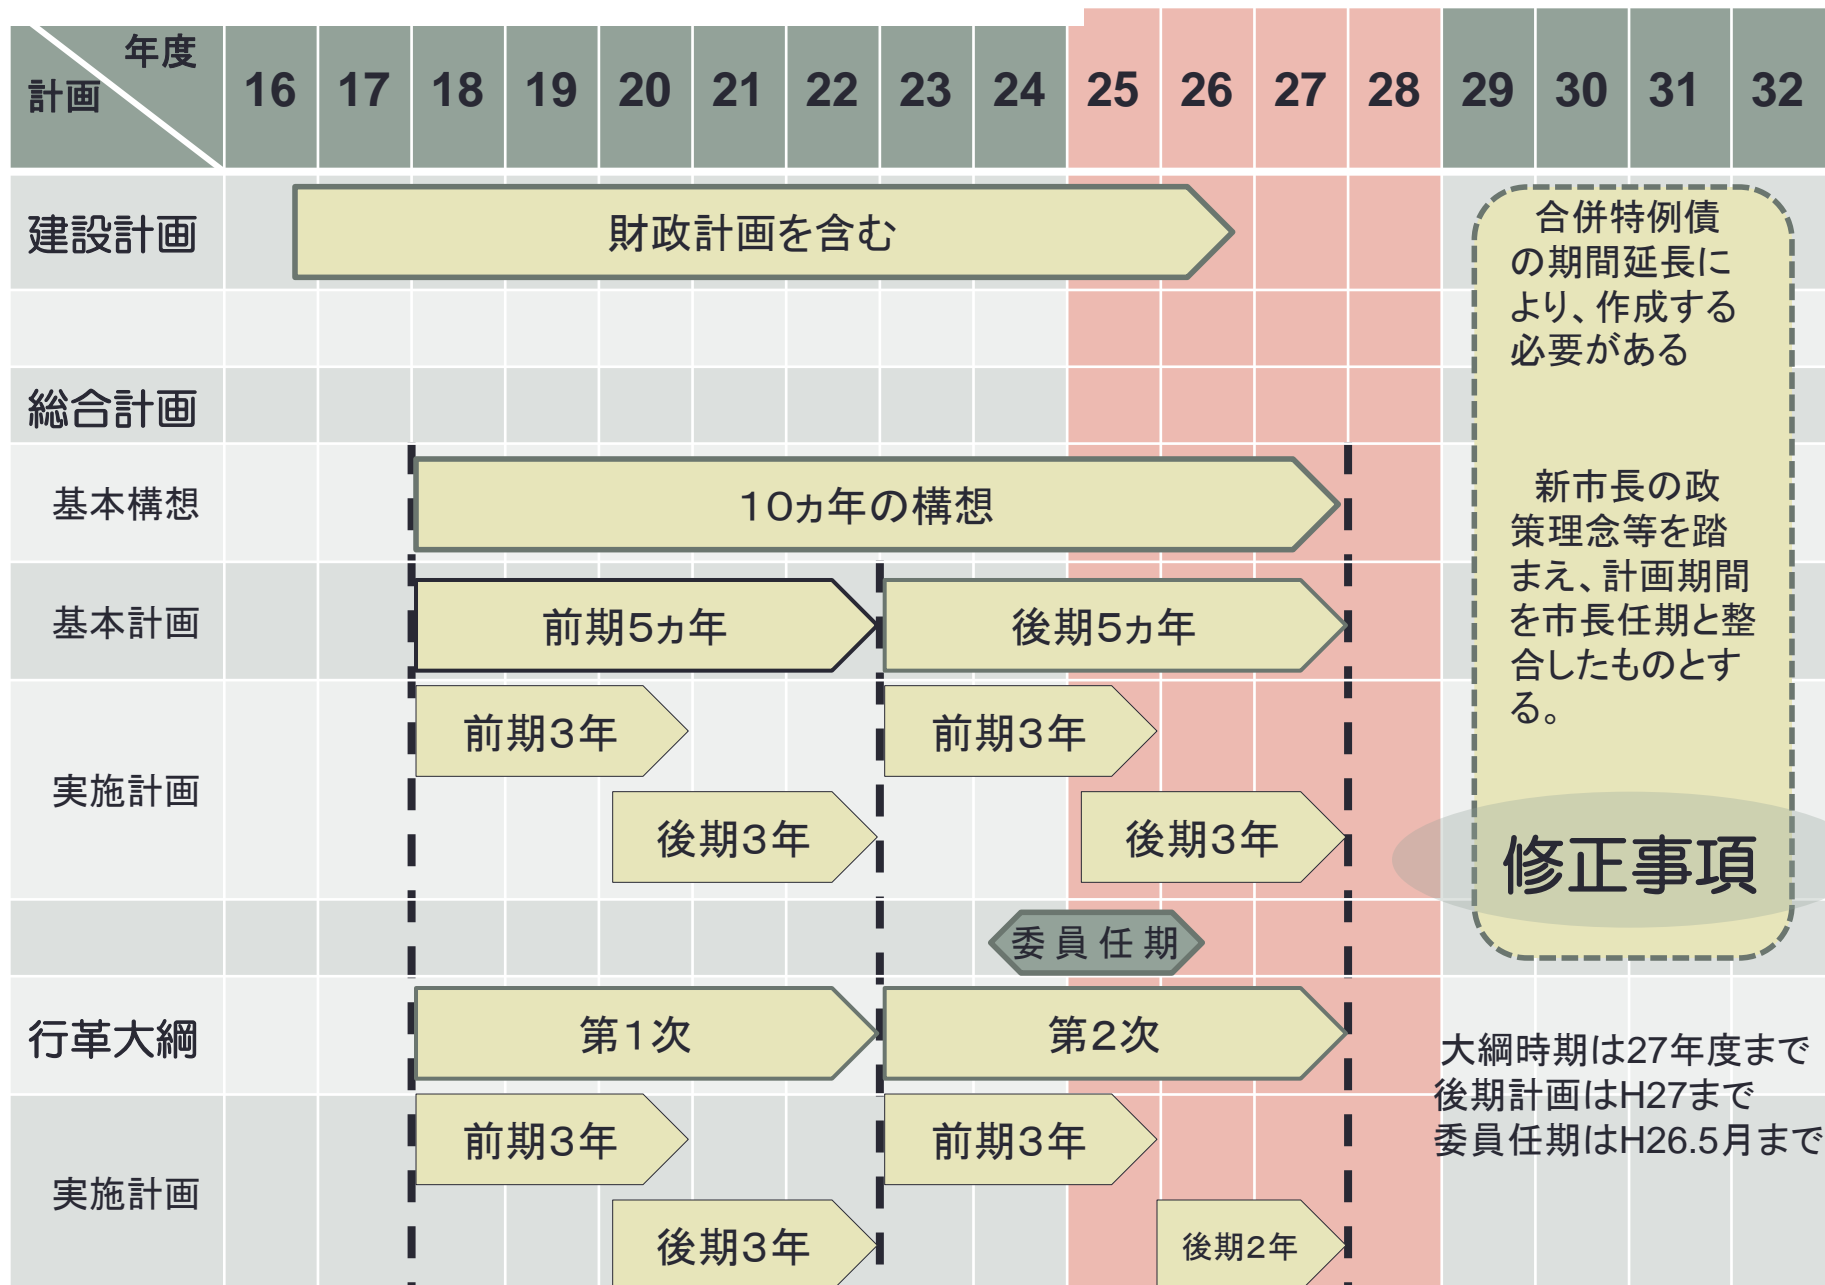 年度
計画
16 17 18 19 20 21 22 23 24 25 26 27 28 29 30 31 32
建設計画
財政計画を含む
合併特例債
の期間延長に
より、作成する
必要がある
総合計画
基本構想
10ヵ年の構想
新市長の政
策理念等を踏
まえ、計画期間
を市長任期と整
合したものとす
る。
基本計画
前期5ヵ年
後期5ヵ年
実施計画
前期3年
前期3年
後期3年
後期3年
修正事項
委員任期
行革大綱
第1次
第2次
大綱時期は27年度まで
後期計画はH27まで
委員任期はH26.5月まで
実施計画
前期3年
前期3年
後期3年
後期2年